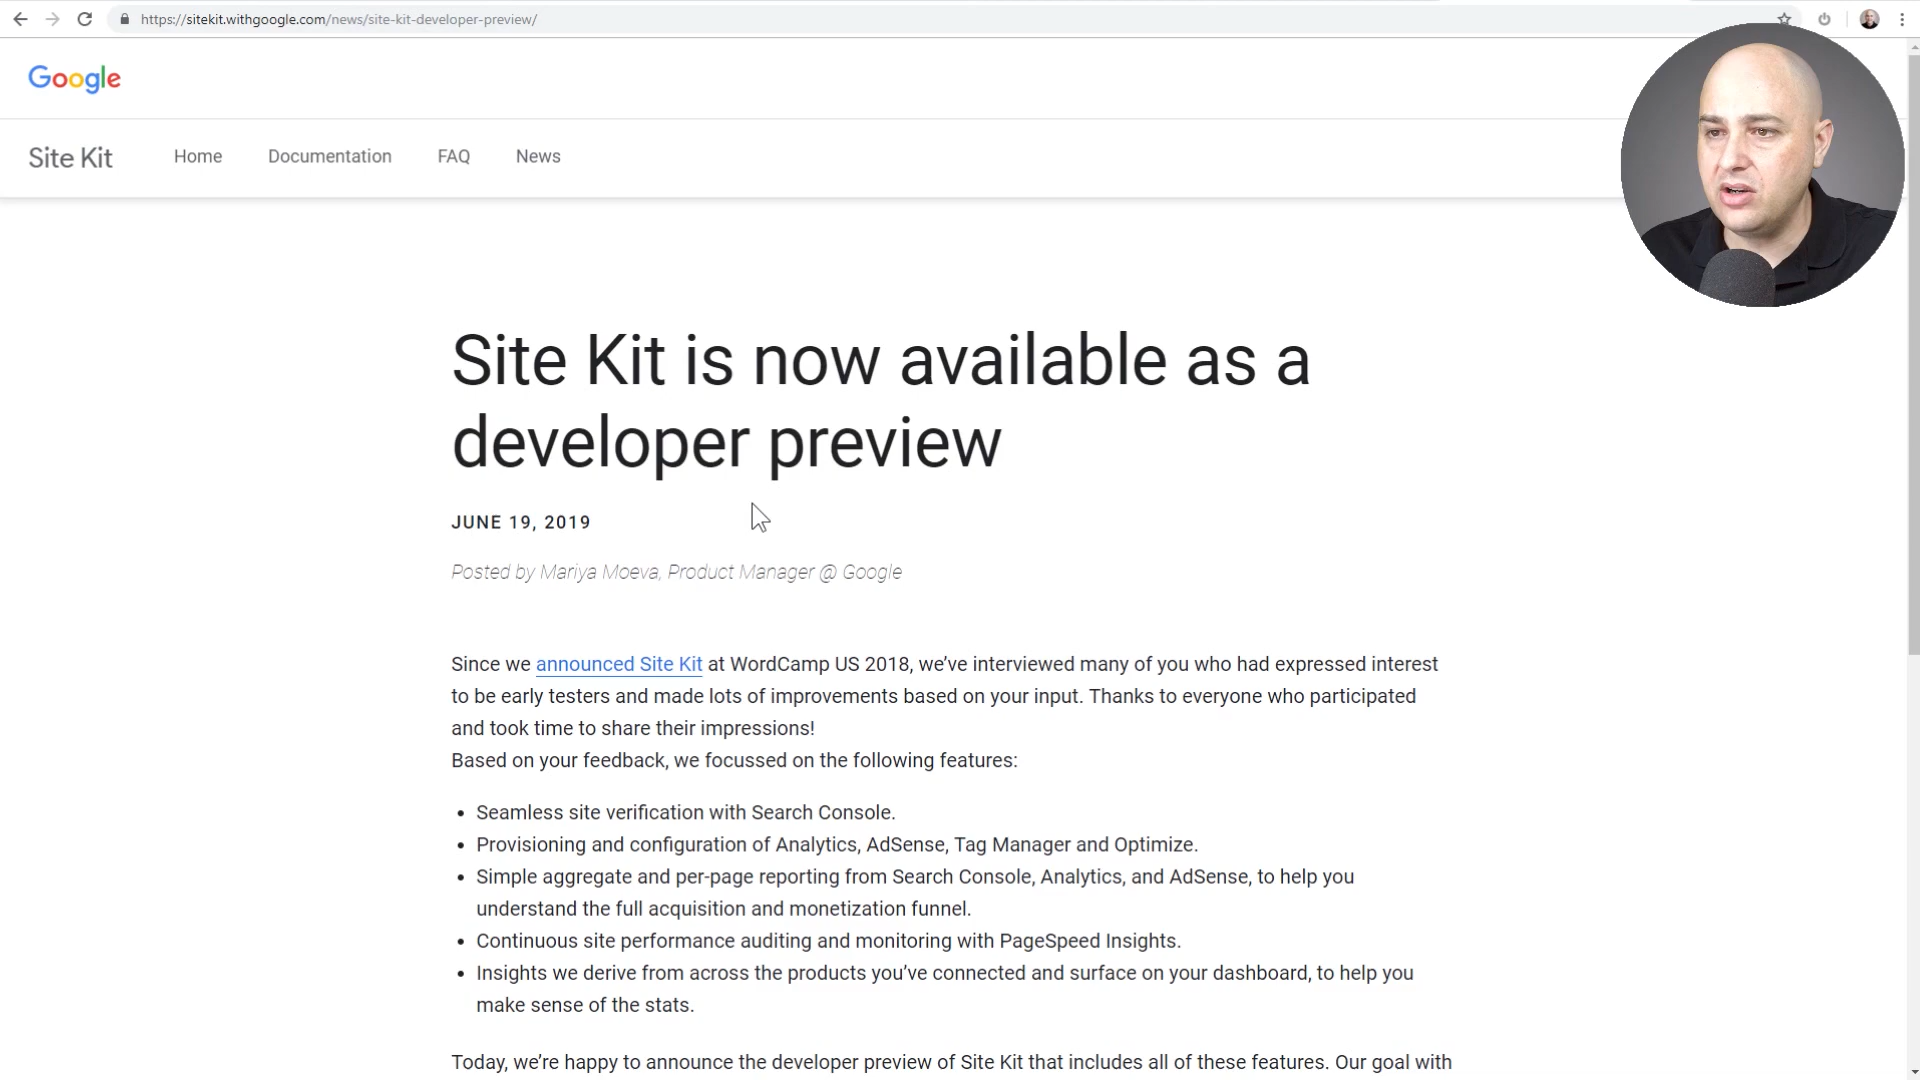 https://sitekit.withgoogle.com/news/site-kit-developer-preview/
Google
Site Kit
Home
Documentation
FAQ
News
Site Kit is now available as a
developer preview
JUNE 19, 2019
Posted by Mariya Moeva, Product Manager @ Google
Since we announced Site Kit at WordCamp US 2018, we’ve interviewed many of you who had expressed interest
to be early testers and made lots of improvements based on your input. Thanks to everyone who participated
and took time to share their impressions!
Based on your feedback, we focussed on the following features:
• Seamless site verification with Search Console.
• Provisioning and configuration of Analytics, AdSense, Tag Manager and Optimize.
• Simple aggregate and per-page reporting from Search Console, Analytics, and AdSense, to help you
understand the full acquisition and monetization funnel.
• Continuous site performance auditing and monitoring with PageSpeed Insights.
• Insights we derive from across the products you’ve connected and surface on your dashboard, to help you
make sense of the stats.
Today, we’re happy to announce the developer preview of Site Kit that includes all of these features. Our goal with